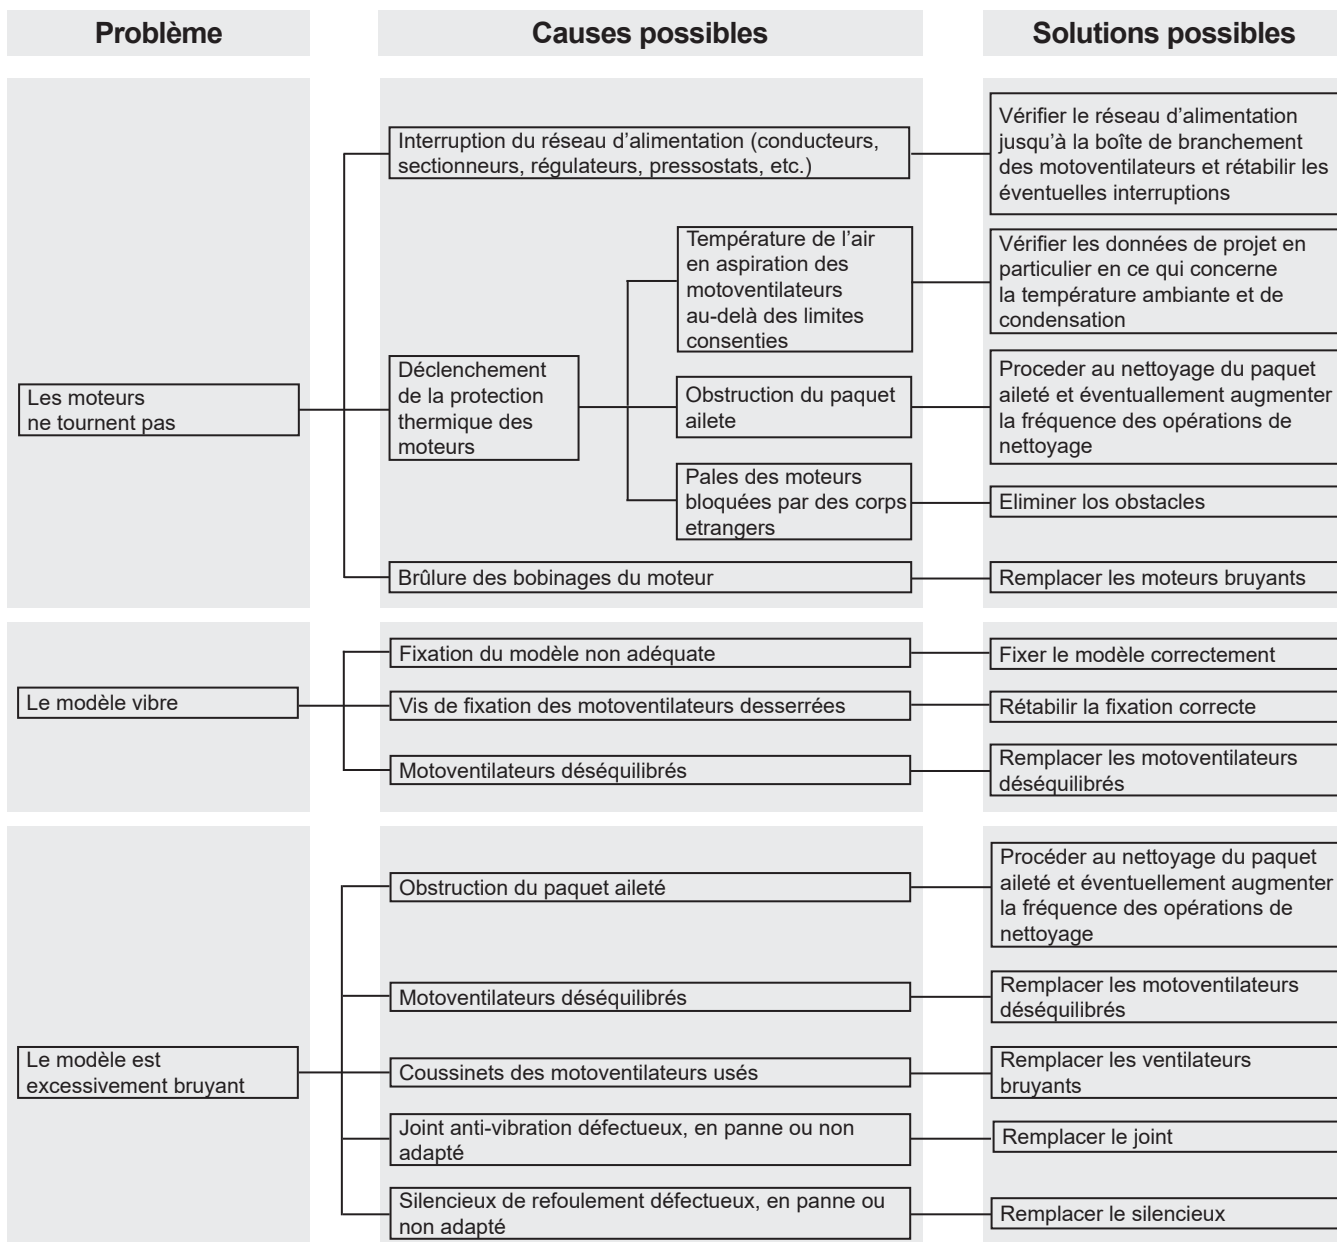 Problème
Causes possibles
Solutions possibles
Les moteurs
ne tournent pas
Interruption du réseau d'alimentation (conducteurs,
sectionneurs, régulateurs, pressostats, etc.)
Vérifier le réseau d'alimentation
jusqu'à la boîte de branchement
des motoventilateurs et rétabilir les
éventuelles interruptions
Déclenchement
de la protection
thermique des
moteurs
Température de l'air
en aspiration des
motoventilateurs
au-delà des limites
consenties
Vérifier les données de projet en
particulier en ce qui concerne
la température ambiante et de
condensation
Obstruction du paquet
ailete
Proceder au nettoyage du paquet
aileté et éventuallement augmenter
la fréquence des opérations de
nettoyage
Pales des moteurs
bloquées par des corps
etrangers
Eliminer los obstacles
Brûlure des bobinages du moteur
Remplacer les moteurs bruyants
Le modèle vibre
Fixation du modèle non adéquate
Fixer le modèle correctement
Vis de fixation des motoventilateurs desserrées
Rétabilir la fixation correcte
Motoventilateurs déséquilibrés
Remplacer les motoventilateurs
déséquilibrés
Le modèle est
excessivement bruyant
Obstruction du paquet aileté
Procéder au nettoyage du paquet
aileté et éventuellement augmenter
la fréquence des opérations de
nettoyage
Motoventilateurs déséquilibrés
Remplacer les motoventilateurs
déséquilibrés
Coussinets des motoventilateurs usés
Remplacer les ventilateurs
bruyants
Joint anti-vibration défectueux, en panne ou non
adapté
Remplacer le joint
Silencieux de refoulement défectueux, en panne ou
non adapté
Remplacer le silencieux